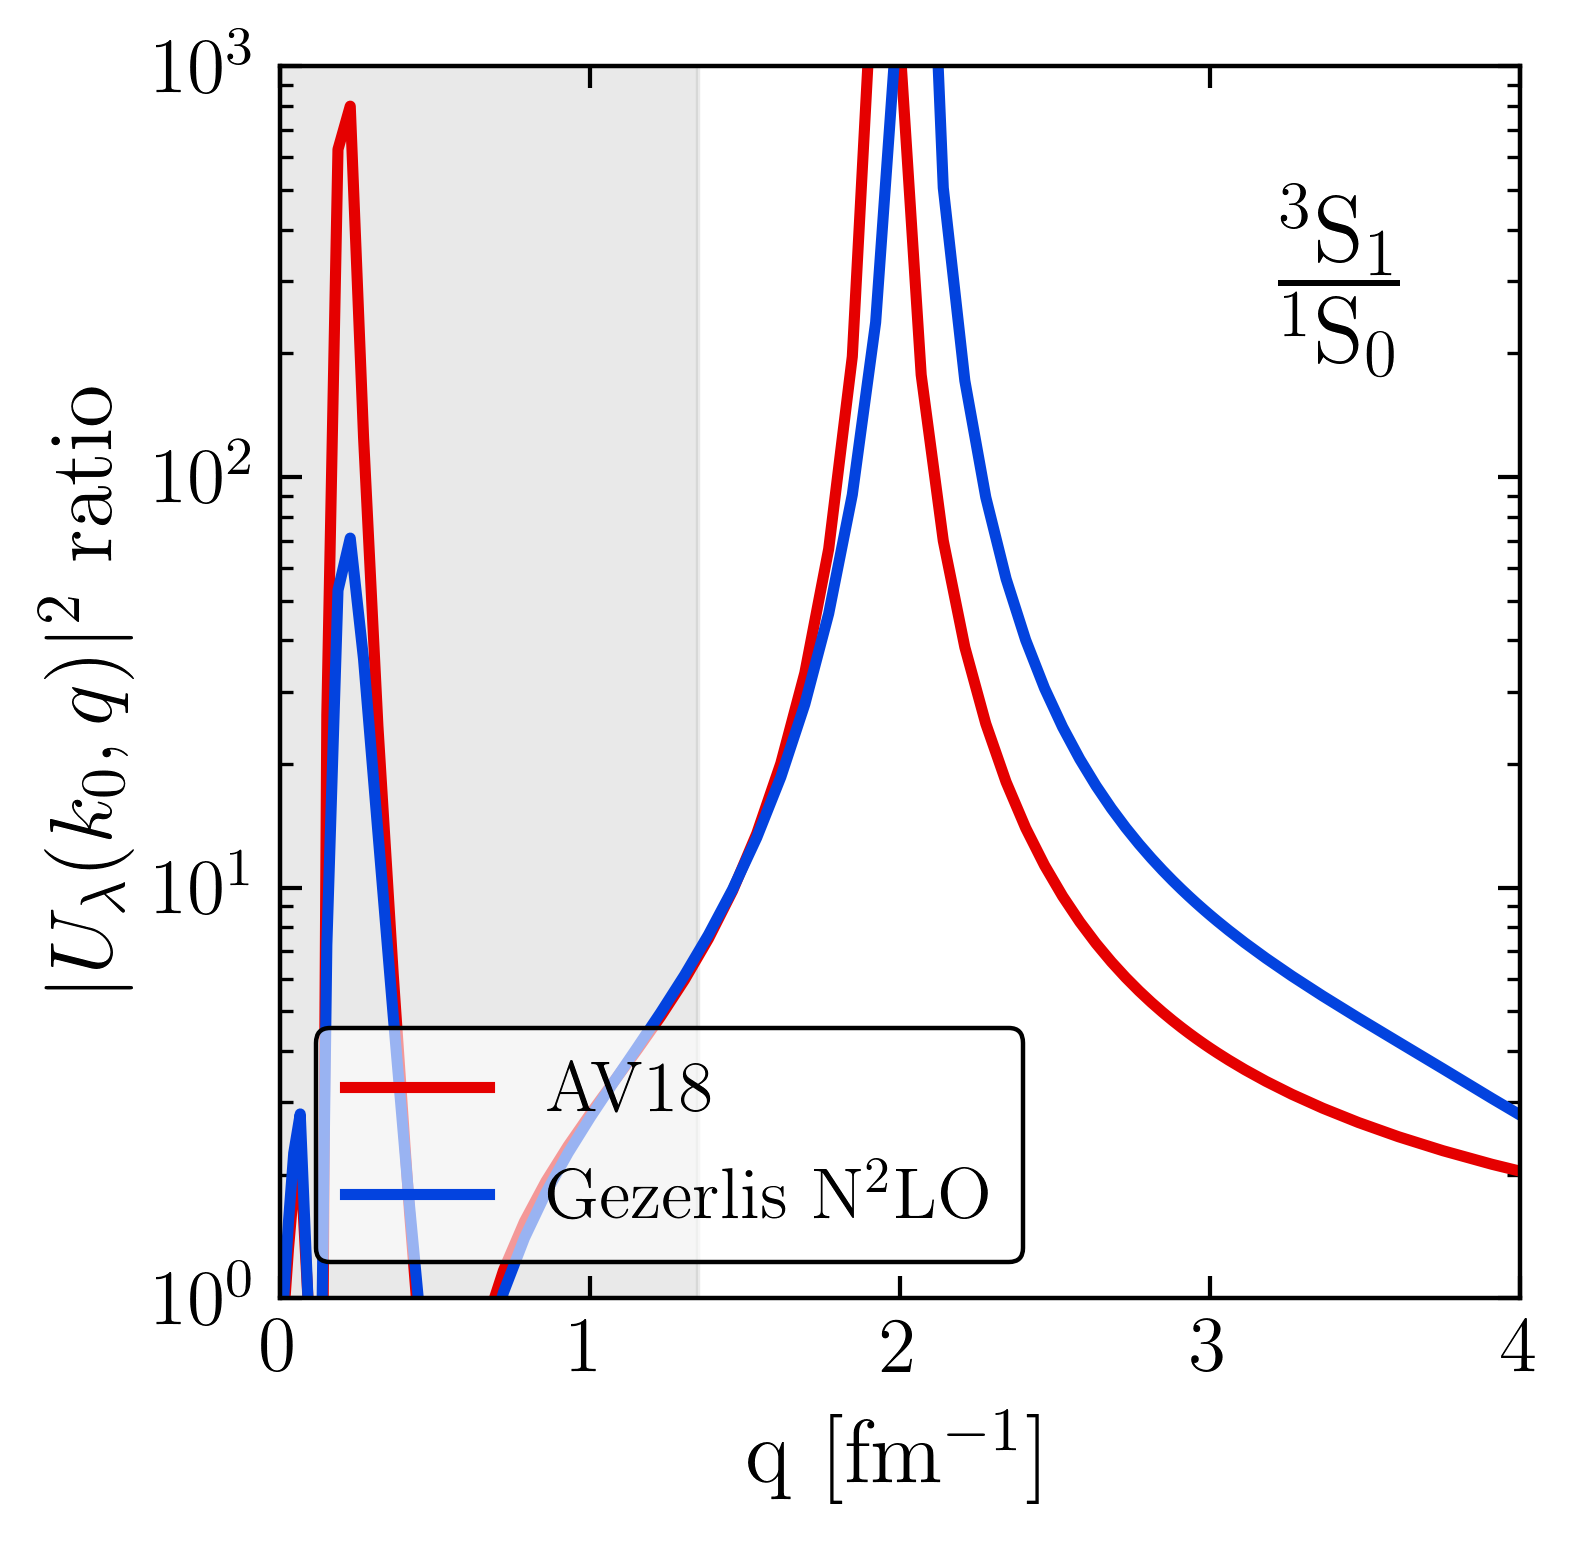 |U_λ(k₀, q)|² ratio
10³
10²
10¹
10⁰
³S₁
¹S₀
AV18
Gezerlis N²LO
0 1 2 3 4
q [fm⁻¹]